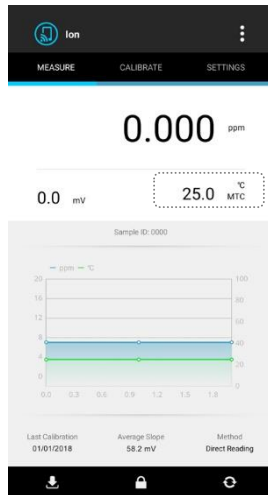 Ion
MEASURE CALIBRATE SETTINGS
0.000 ppm
0.0 mV 25.0 °C MTC
Sample ID: 0000
ppm °C
20 100
16 80
12 60
8 40
4 20
0 0
0.0 0.3 0.6 0.9 1.2 1.5 1.8
Last Calibration Average Slope Method
01/01/2018 58.2 mV Direct Reading